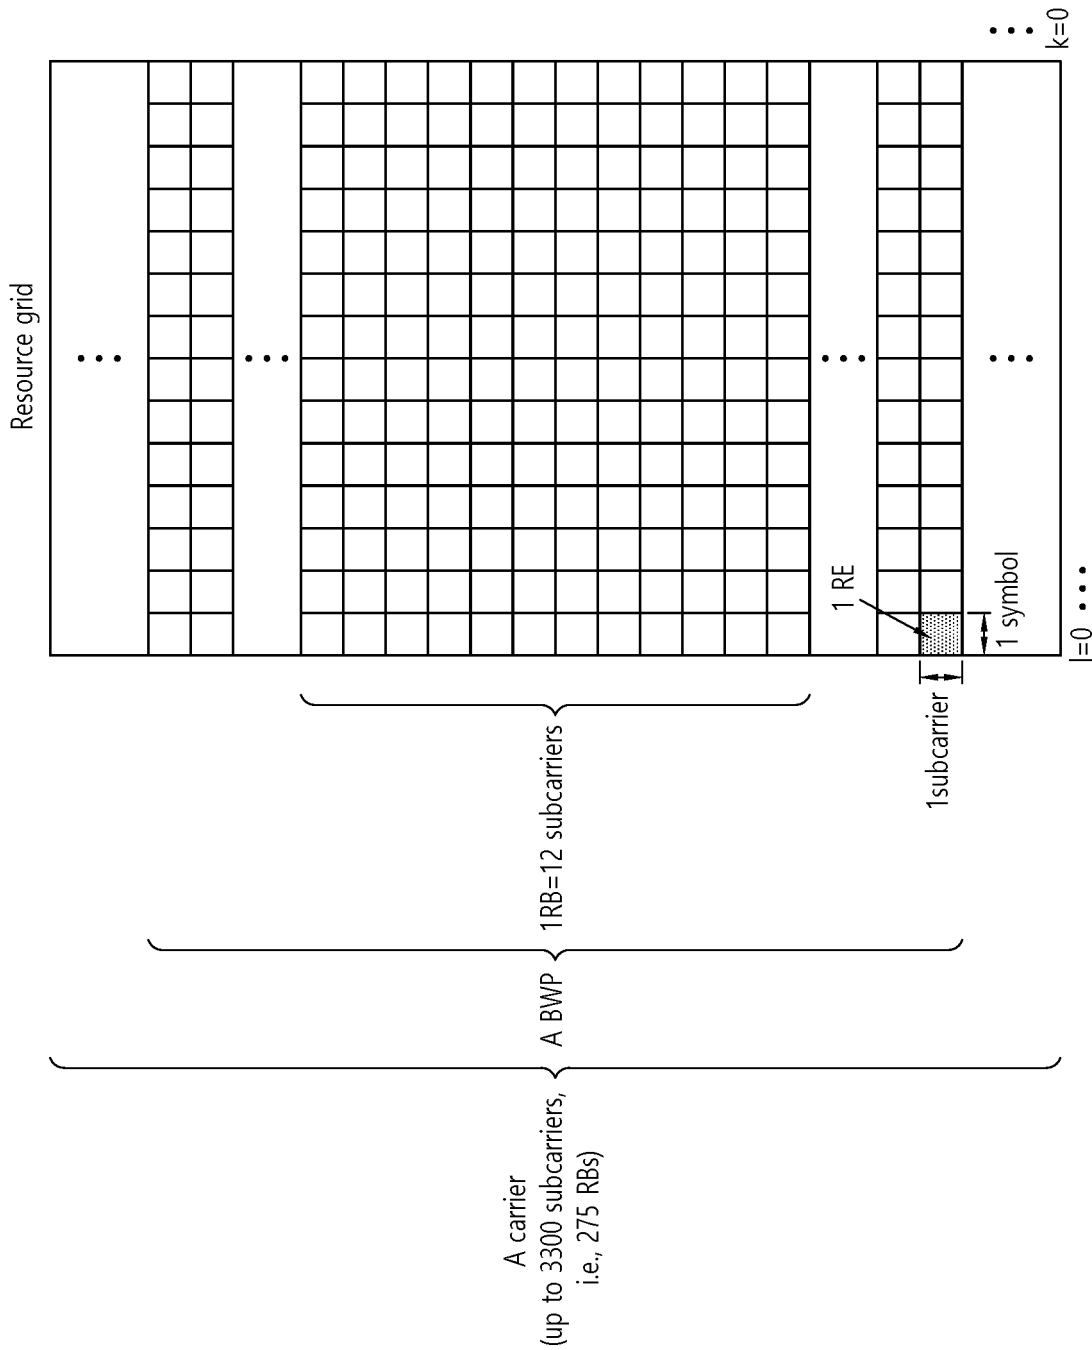 Resource grid
k=0
l=0
1 RE
1 symbol
1subcarrier
1RB=12 subcarriers
A BWP
A carrier
(up to 3300 subcarriers,
i.e., 275 RBs)